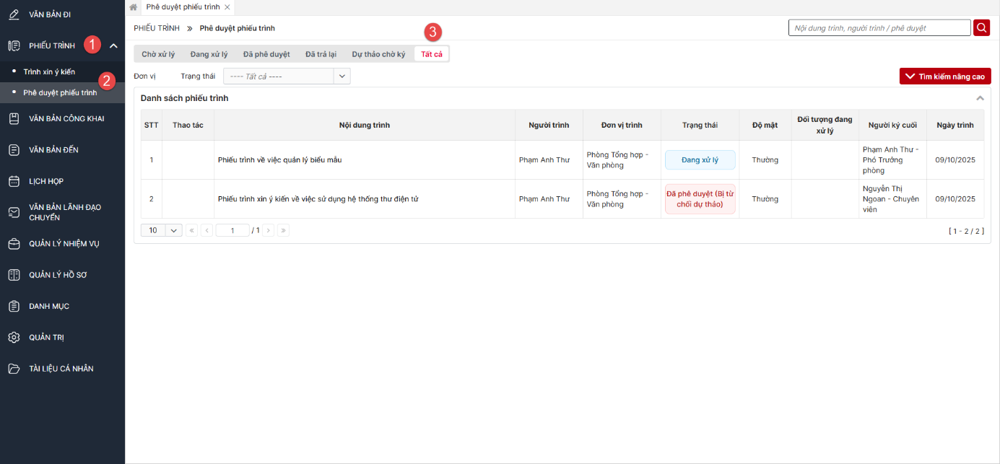 VĂN BẢN ĐI
PHIẾU TRÌNH
1
Trình xin ý kiến
2
Phê duyệt phiếu trình
VĂN BẢN CÔNG KHAI
VĂN BẢN ĐẾN
LỊCH HỌP
VĂN BẢN LÃNH ĐẠO
CHUYỂN
QUẢN LÝ NHIỆM VỤ
QUẢN LÝ HỒ SƠ
DANH MỤC
QUẢN TRỊ
TÀI LIỆU CÁ NHÂN
Phê duyệt phiếu trình
PHIẾU TRÌNH » Phê duyệt phiếu trình
Nội dung trình, người trình / phê duyệt
3
Chờ xử lý Đang xử lý Đã phê duyệt Đã trả lại Dự thảo chờ ký Tất cả
Đơn vị Trạng thái ---- Tất cả ---- Tìm kiếm nâng cao
Danh sách phiếu trình
STT Thao tác Nội dung trình Người trình Đơn vị trình Trạng thái Độ mật Đối tượng đang xử lý Người ký cuối Ngày trình
1 Phiếu trình về việc quản lý biểu mẫu Phạm Anh Thư Phòng Tổng hợp - Văn phòng Đang xử lý Thường Phạm Anh Thư - Phó Trưởng phòng 09/10/2025
2 Phiếu trình xin ý kiến về việc sử dụng hệ thống thư điện tử Phạm Anh Thư Phòng Tổng hợp - Văn phòng Đã phê duyệt (Bị từ chối dự thảo) Thường Nguyễn Thị Ngoan - Chuyên viên 09/10/2025
10 « ‹ 1 / 1 › » [ 1 - 2 / 2 ]